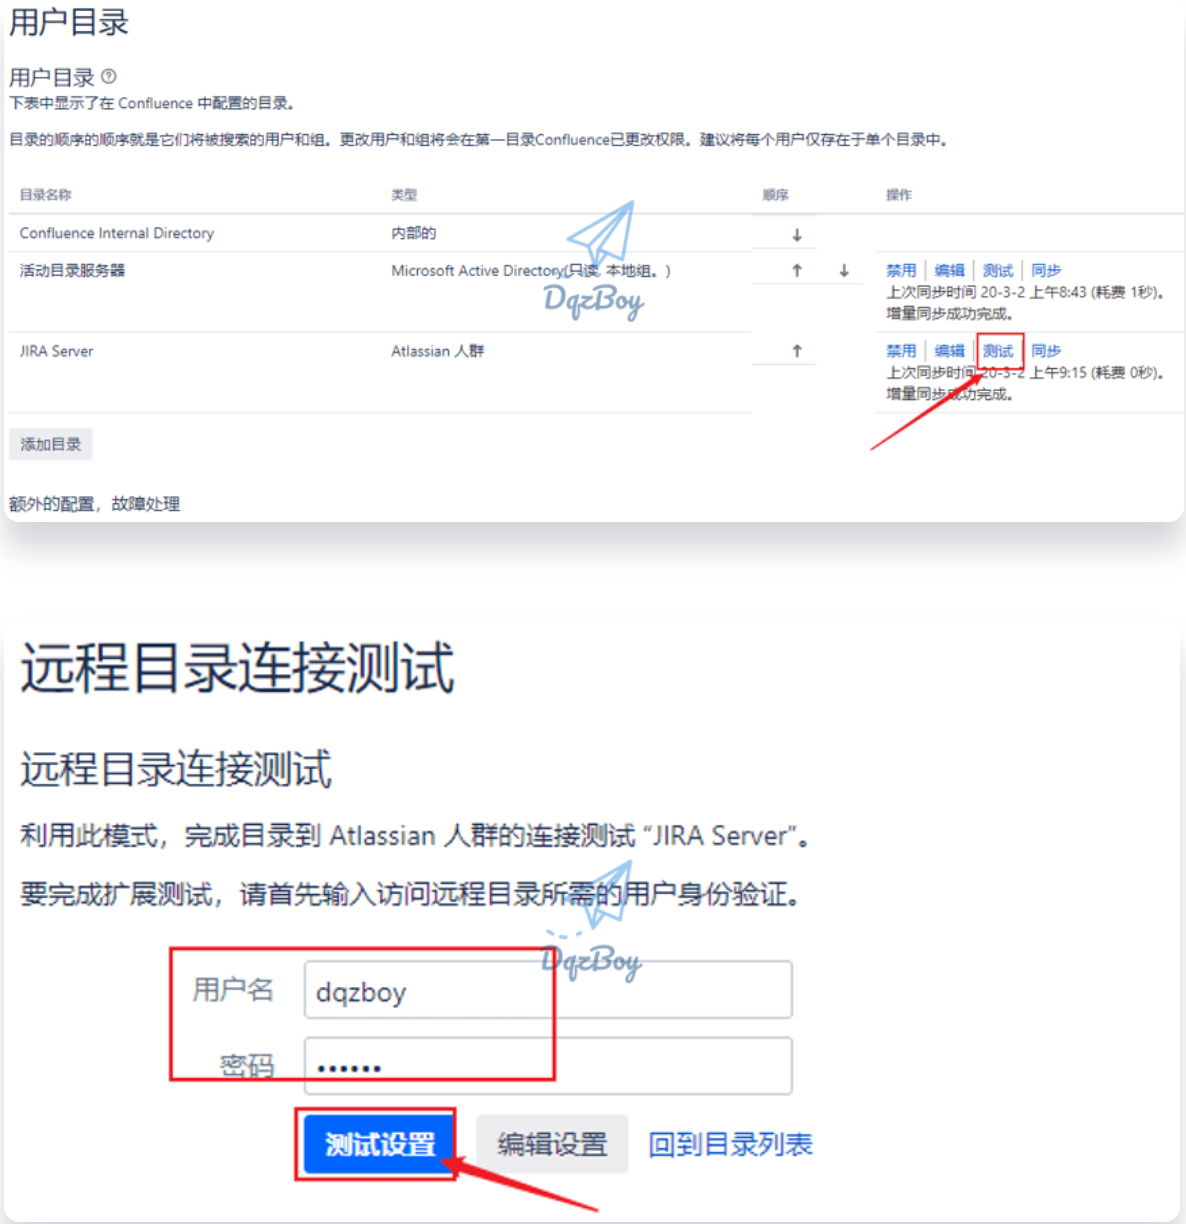 用户目录
用户目录
下表中显示了在 Confluence 中配置的目录。
目录的顺序的顺序就是它们将被搜索的用户和组。更改用户和组将会在第一目录Confluence已更改权限。建议将每个用户仅存在于单个目录中。
目录名称 类型 顺序 操作
Confluence Internal Directory 内部的 ↓
活动目录服务器 Microsoft Active Directory(只读, 本地组。) ↑ ↓ 禁用 编辑 测试 同步
上次同步时间 20-3-2 上午8:43 (耗费 1秒)。
增量同步成功完成。
DqzBoy
JIRA Server Atlassian 人群 ↑ 禁用 编辑 测试 同步
上次同步时间 20-3-2 上午9:15 (耗费 0秒)。
增量同步成功完成。
添加目录
额外的配置，故障处理
远程目录连接测试
远程目录连接测试
利用此模式，完成目录到 Atlassian 人群的连接测试 “JIRA Server”。
要完成扩展测试，请首先输入访问远程目录所需的用户身份验证。
DqzBoy
用户名 dqzboy
密码 ••••••
测试设置 编辑设置 回到目录列表